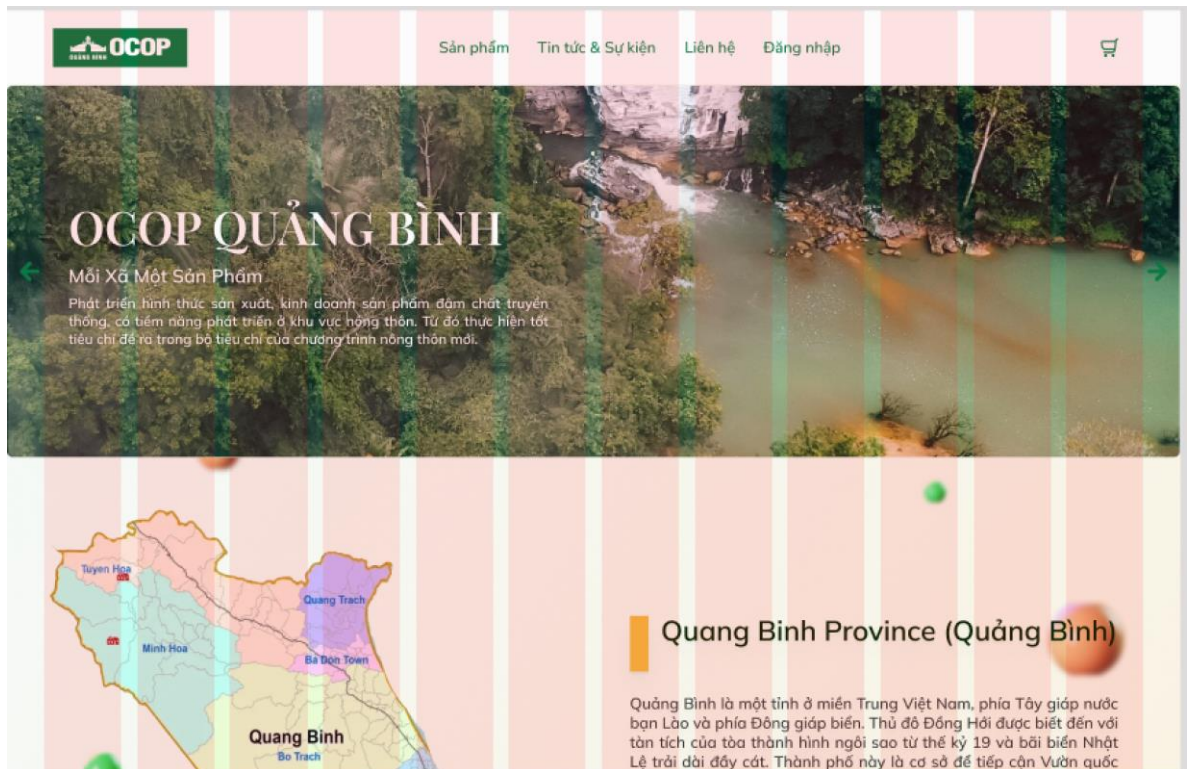 OCOP
QUẢNG BÌNH
Sản phẩm
Tin tức & Sự kiện
Liên hệ
Đăng nhập
OCOP QUẢNG BÌNH
Mỗi Xã Một Sản Phẩm
Phát triển hình thức sản xuất, kinh doanh sản phẩm đậm chất truyền
thống, có tiềm năng phát triển ở khu vực nông thôn. Từ đó thực hiện tốt
tiêu chí đề ra trong bộ tiêu chí của chương trình nông thôn mới.
Tuyen Hoa
Quang Trach
Minh Hoa
Ba Don Town
Quang Binh
Bo Trach
Quang Binh Province (Quảng Bình)
Quảng Bình là một tỉnh ở miền Trung Việt Nam, phía Tây giáp nước
bạn Lào và phía Đông giáp biển. Thủ đô Đồng Hới được biết đến với
tàn tích của tòa thành hình ngôi sao từ thế kỷ 19 và bãi biển Nhật
Lệ trải dài đầy cát. Thành phố này là cơ sở để tiếp cận Vườn quốc